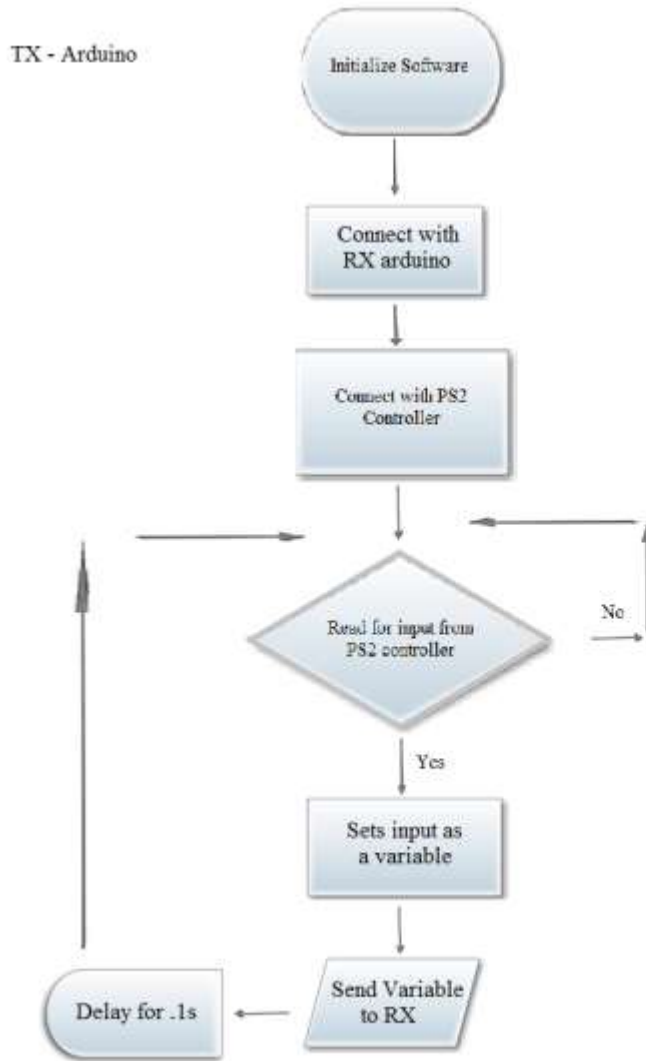 TX - Arduino
Initialize Software
Connect with
RX arduino
Connect with PS2
Controller
Read for input from
PS2 controller
No
Yes
Sets input as
a variable
Send Variable
to RX
Delay for .1s